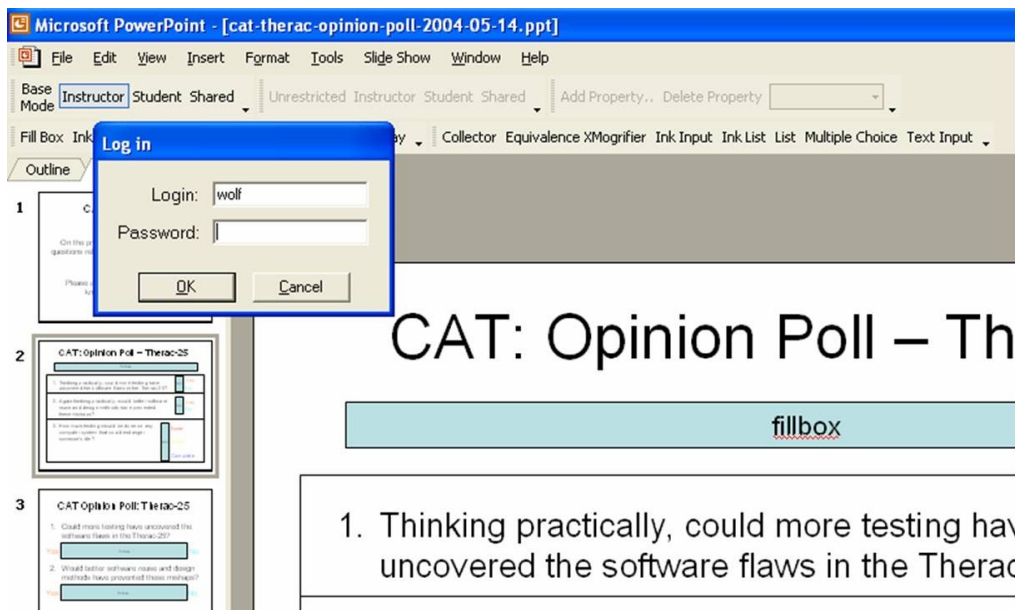 Microsoft PowerPoint - [cat-therac-opinion-poll-2004-05-14.ppt]
File Edit View Insert Format Tools Slide Show Window Help
Base Mode Instructor Student Shared Unrestricted Instructor Student Shared Add Property.. Delete Property
Fill Box Ink ay Collector Equivalence XMogrifier Ink Input Ink List List Multiple Choice Text Input
Outline
Log in
Login: wolf
Password:
OK Cancel
1
2
CAT: Opinion Poll – Therac-25
3
CAT Opinion Poll: Therac-25
1. Could more testing have uncovered the
software flaws in the Therac-25?
2. Would better software reuse and design
methods have prevented these mishaps?
CAT: Opinion Poll – Th
fillbox
1. Thinking practically, could more testing hav
uncovered the software flaws in the Therac